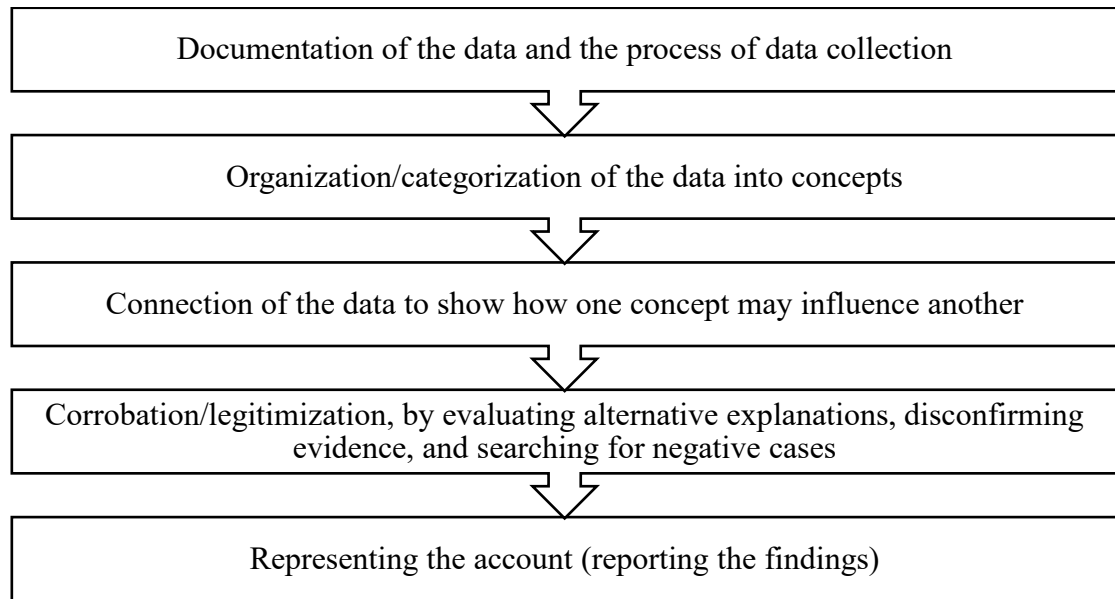 Documentation of the data and the process of data collection
Organization/categorization of the data into concepts
Connection of the data to show how one concept may influence another
Corrobation/legitimization, by evaluating alternative explanations, disconfirming
evidence, and searching for negative cases
Representing the account (reporting the findings)